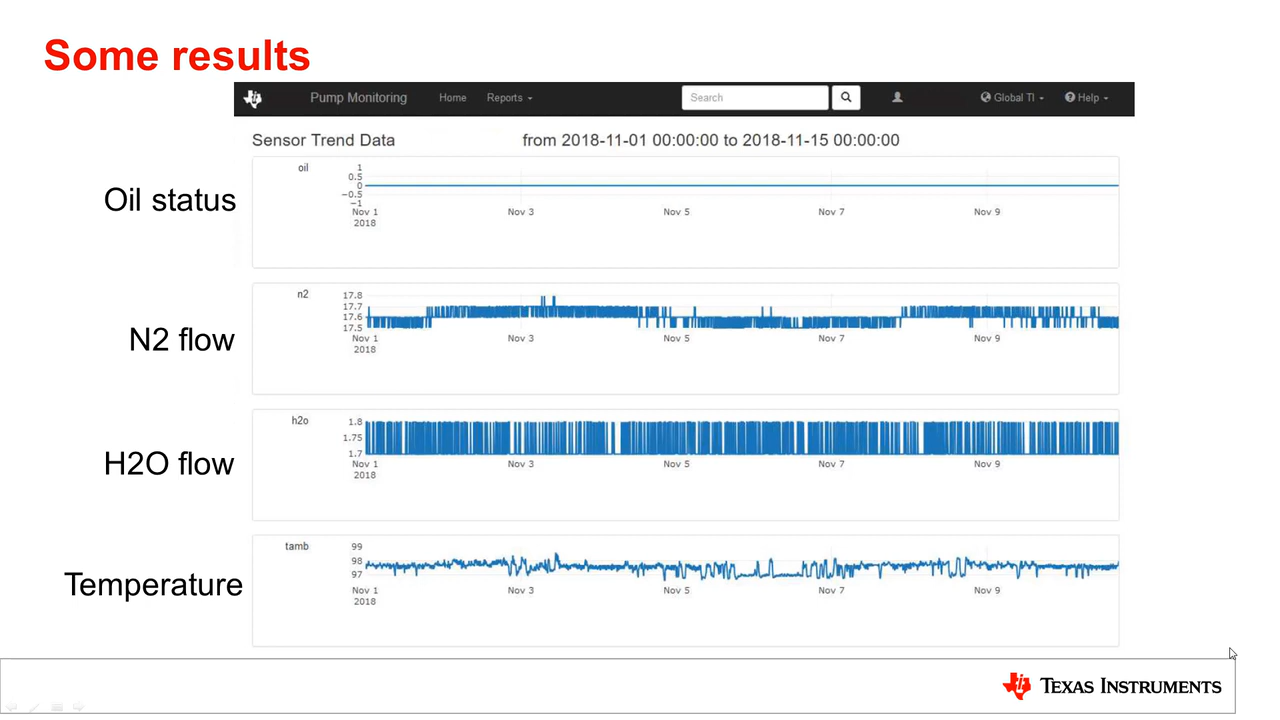 Some results
Pump Monitoring Home Reports Search Global TI Help
Sensor Trend Data from 2018-11-01 00:00:00 to 2018-11-15 00:00:00
Oil status
oil
1
0.5
0
−0.5
−1
Nov 1 Nov 3 Nov 5 Nov 7 Nov 9
2018
N2 flow
n2
17.8
17.7
17.6
17.5
Nov 1 Nov 3 Nov 5 Nov 7 Nov 9
2018
H2O flow
h2o
1.8
1.75
1.7
Nov 1 Nov 3 Nov 5 Nov 7 Nov 9
2018
Temperature
tamb
99
98
97
Nov 1 Nov 3 Nov 5 Nov 7 Nov 9
2018
TEXAS INSTRUMENTS